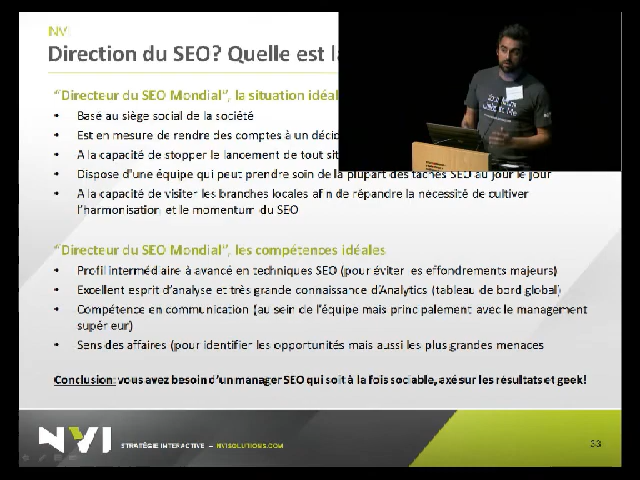 NVI
Direction du SEO? Quelle est la
"Directeur du SEO Mondial", la situation idéal
• Basé au siège social de la société
• Est en mesure de rendre des comptes à un décid
• A la capacité de stopper le lancement de tout sit
• Dispose d'une équipe qui peut prendre soin de la plupart des tâches SEO au jour le jour
• A la capacité de visiter les branches locales afin de répandre la nécessité de cultiver
l'harmonisation et le momentum du SEO
"Directeur du SEO Mondial", les compétences idéales
• Profil intermédiaire à avancé en techniques SEO (pour éviter les effondrements majeurs)
• Excellent esprit d'analyse et très grande connaissance d'Analytics (tableau de bord global)
• Compétence en communication (au sein de l'équipe mais principalement avec le management
supérieur)
• Sens des affaires (pour identifier les opportunités mais aussi les plus grandes menaces
Conclusion: vous avez besoin d'un manager SEO qui soit à la fois sociable, axé sur les résultats et geek!
NVI STRATÉGIE INTERACTIVE – NVISOLUTIONS.COM
33